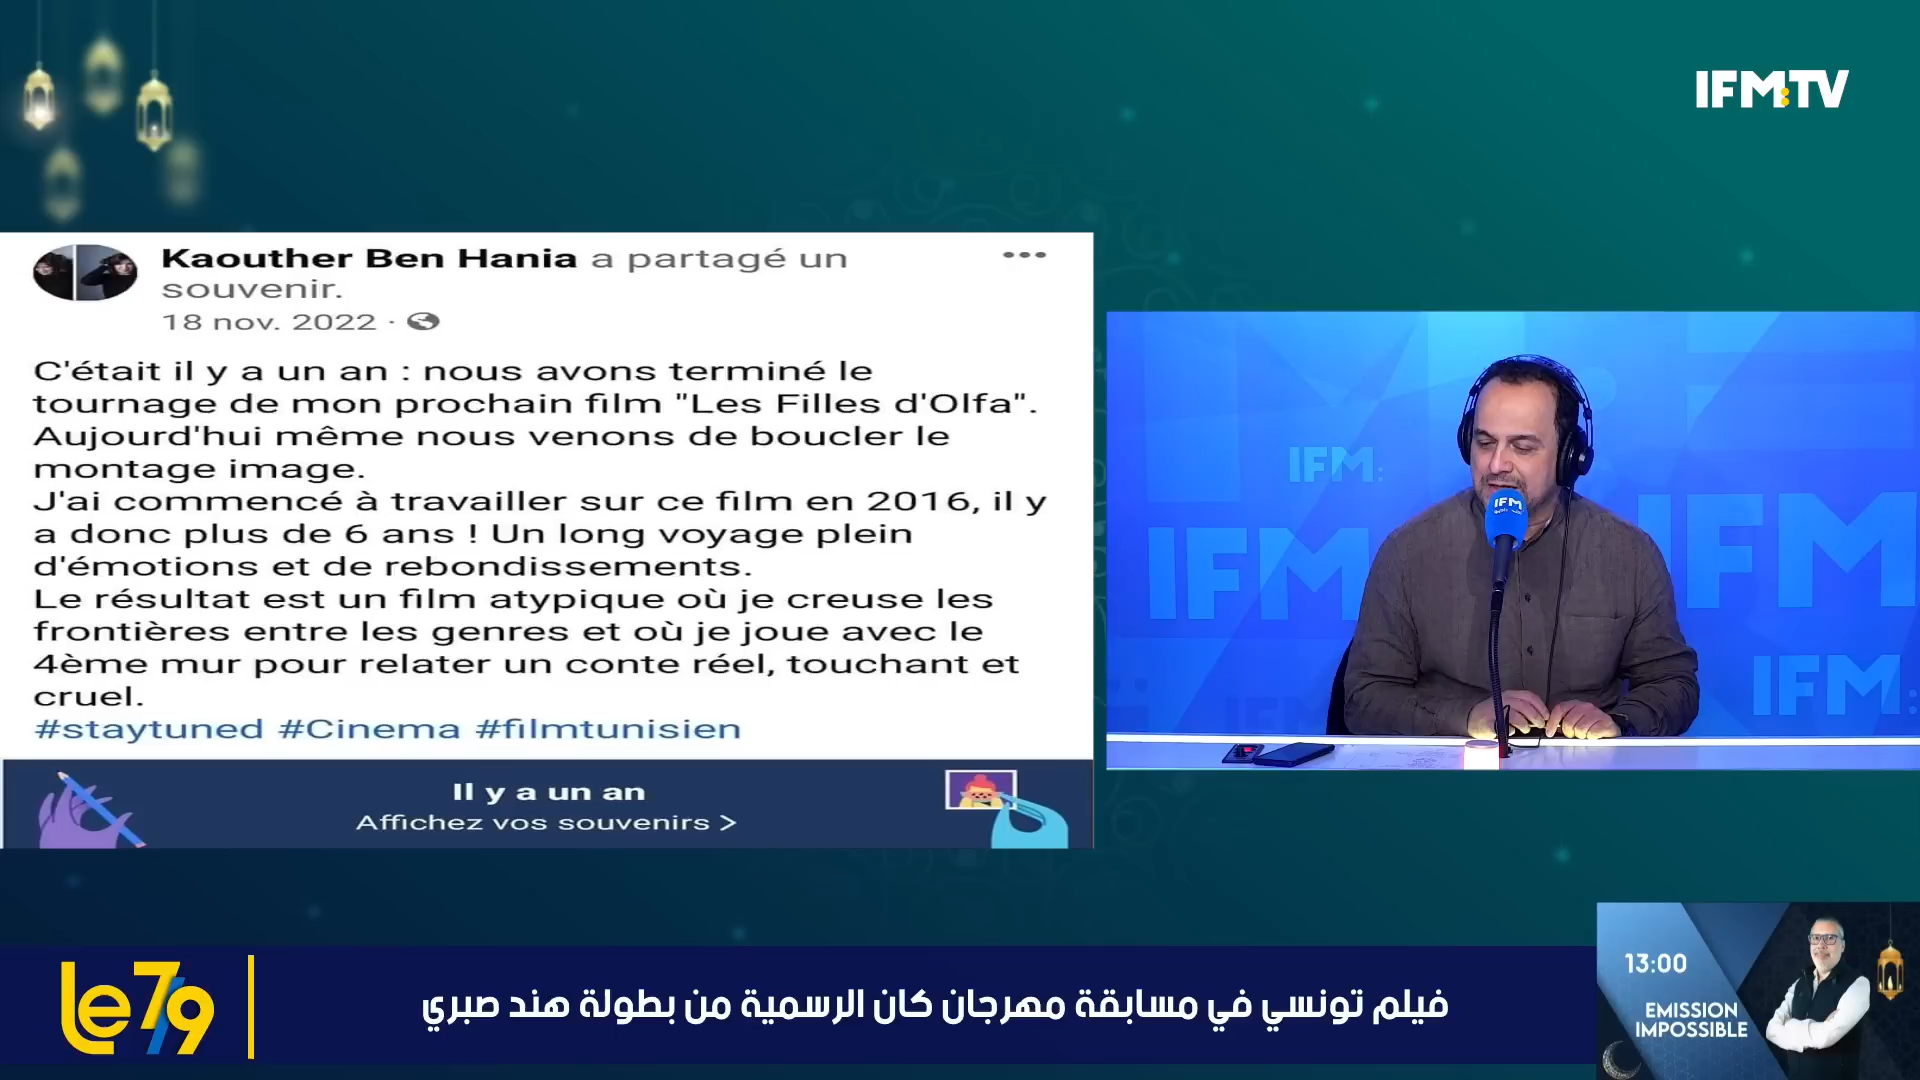 IFM:TV
Kaouther Ben Hania a partagé un
souvenir.
18 nov. 2022 ·
C'était il y a un an : nous avons terminé le
tournage de mon prochain film "Les Filles d'Olfa".
Aujourd'hui même nous venons de boucler le
montage image.
J'ai commencé à travailler sur ce film en 2016, il y
a donc plus de 6 ans ! Un long voyage plein
d'émotions et de rebondissements.
Le résultat est un film atypique où je creuse les
frontières entre les genres et où je joue avec le
4ème mur pour relater un conte réel, touchant et
cruel.
#staytuned #Cinema #filmtunisien
Il y a un an
Affichez vos souvenirs >
IFM:
IFM
IFM
IFM:
IFM
IFM
Le 7/9
فيلم تونسي في مسابقة مهرجان كان الرسمية من بطولة هند صبري
13:00
EMISSION
IMPOSSIBLE